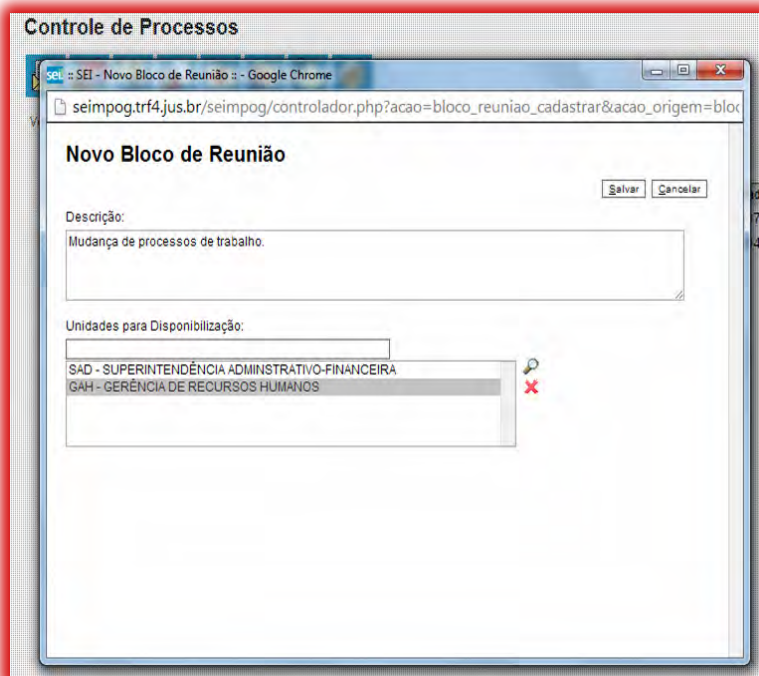 Controle de Processos
sei :: SEI - Novo Bloco de Reunião :: - Google Chrome
seimpog.trf4.jus.br/seimpog/controlador.php?acao=bloco_reuniao_cadastrar&acao_origem=bloc
Novo Bloco de Reunião
Salvar Cancelar
Descrição:
Mudança de processos de trabalho.
Unidades para Disponibilização:
SAD - SUPERINTENDÊNCIA ADMINSTRATIVO-FINANCEIRA
GAH - GERÊNCIA DE RECURSOS HUMANOS